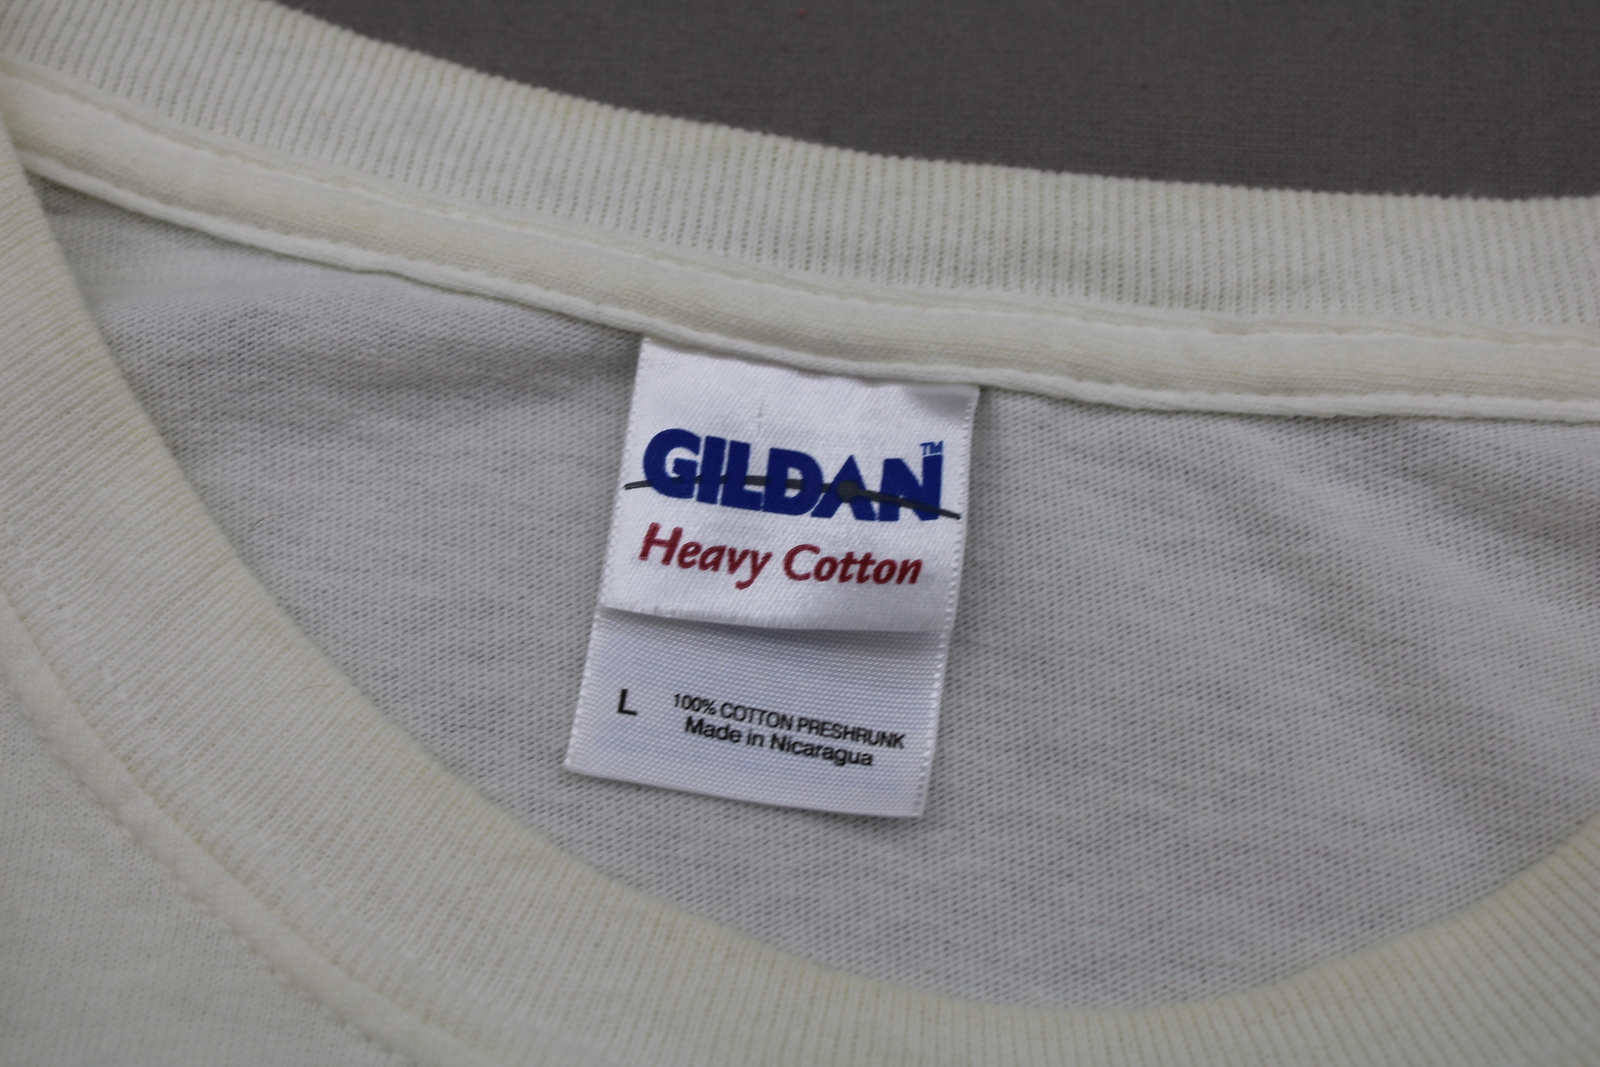 GILDAN™
Heavy Cotton
L
100% COTTON PRESHRUNK
Made in Nicaragua